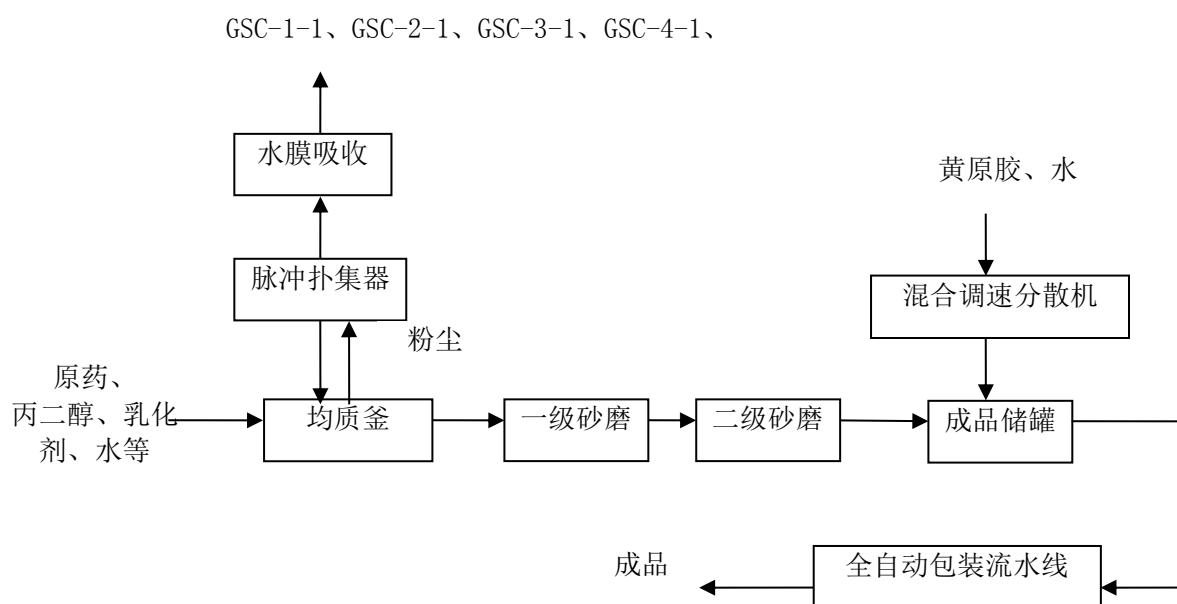 GSC-1-1、GSC-2-1、GSC-3-1、GSC-4-1、
水膜吸收
黄原胶、水
脉冲扑集器
混合调速分散机
粉尘
原药、
丙二醇、乳化
剂、水等
均质釜
一级砂磨
二级砂磨
成品储罐
成品
全自动包装流水线